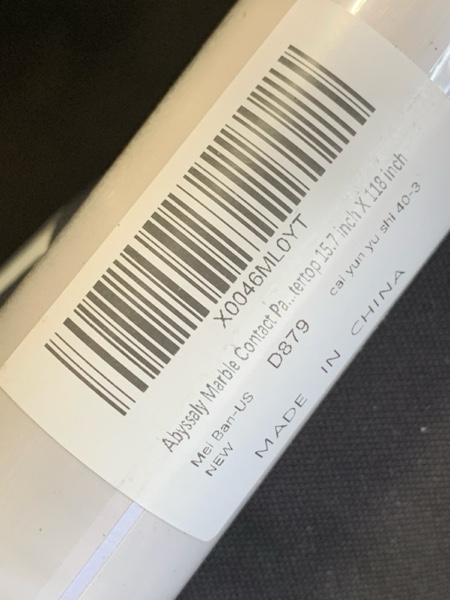 X0046ML0YT
Abyssaly Marble Contact Pa...tertop 15.7 inch X 118 inch
Mei Ban-US D879 cai yun yu shi 40-3
NEW
MADE IN CHINA